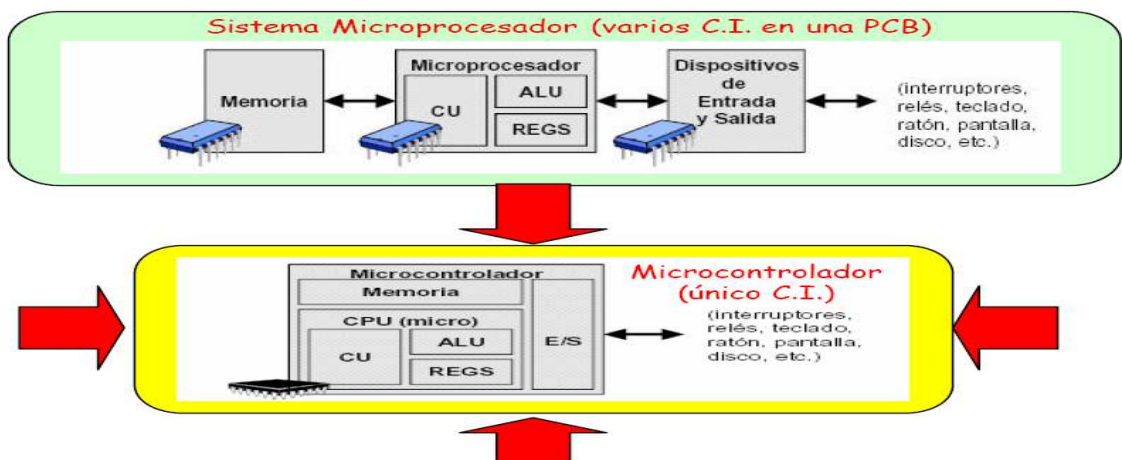 Sistema Microprocesador (varios C.I. en una PCB)
Memoria
Microprocesador
CU
ALU
REGS
Dispositivos
de
Entrada
y Salida
(interruptores,
relés, teclado,
ratón, pantalla,
disco, etc.)
Microcontrolador
Memoria
CPU (micro)
CU
ALU
REGS
E/S
Microcontrolador
(único C.I.)
(interruptores,
relés, teclado,
ratón, pantalla,
disco, etc.)